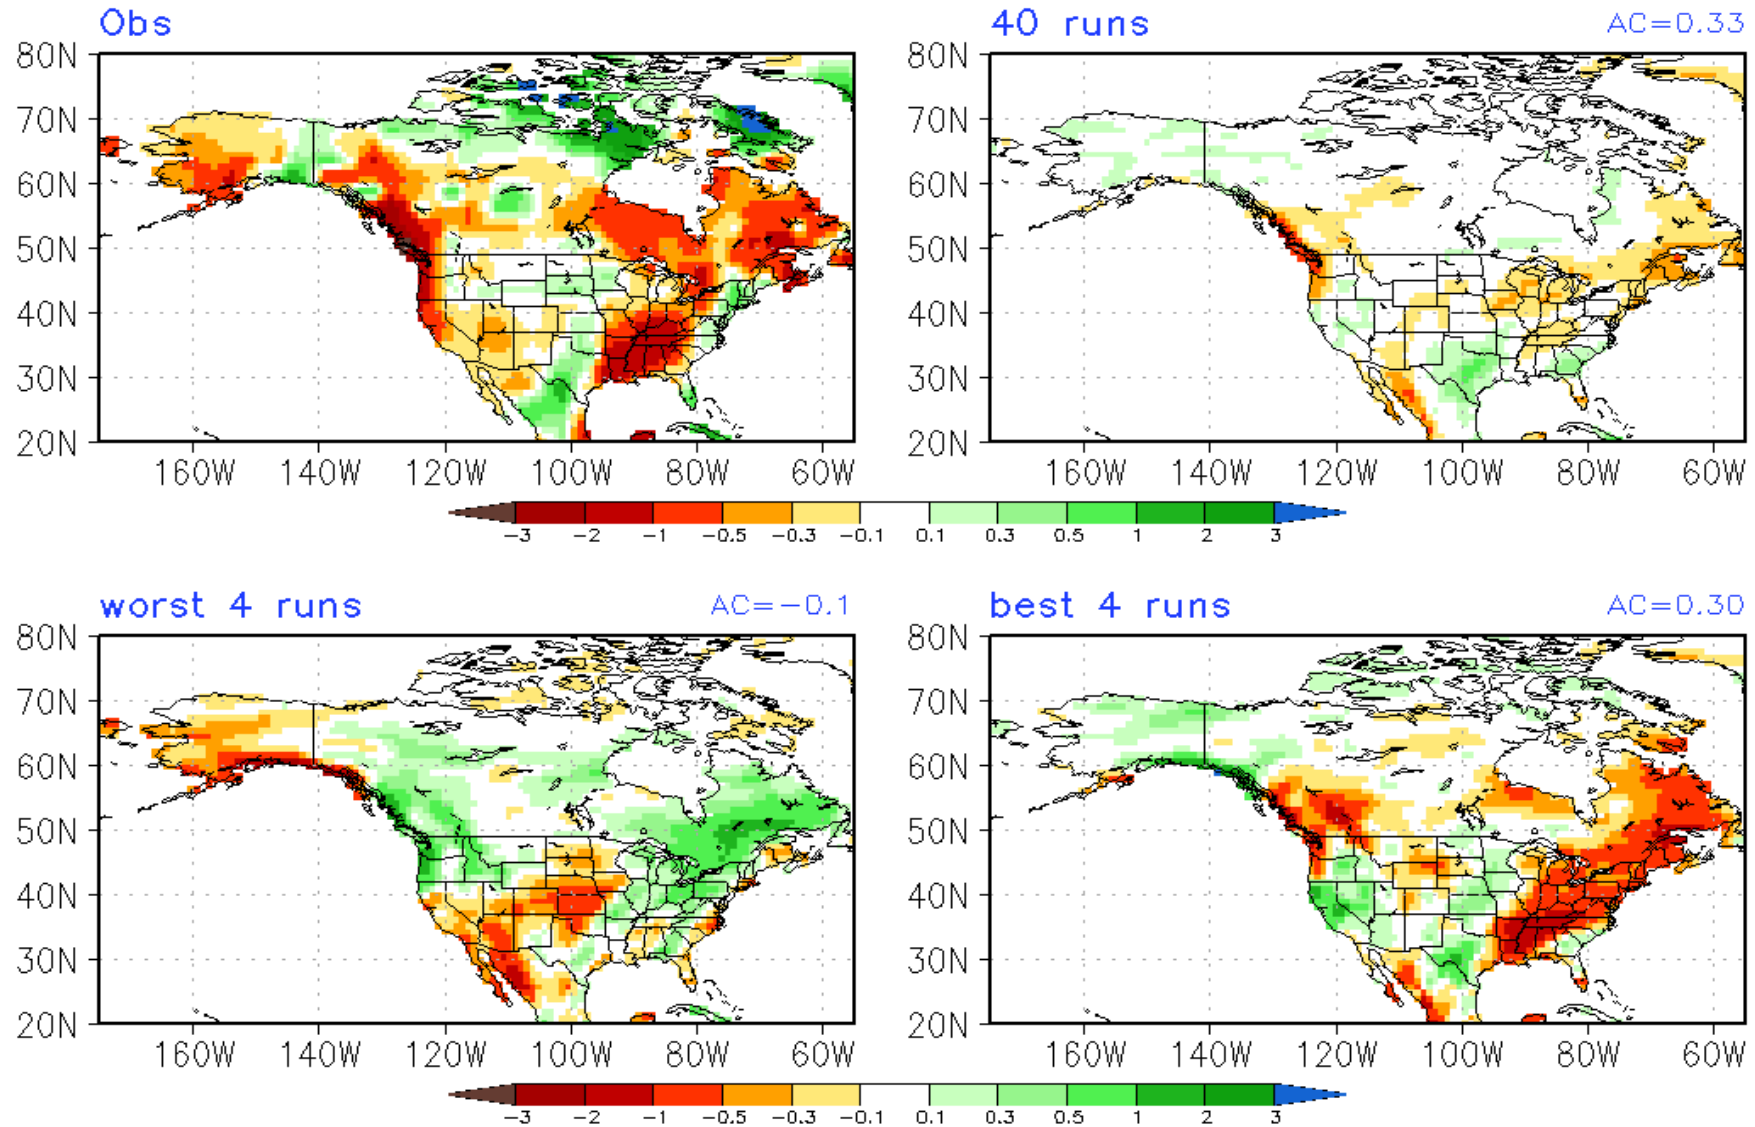 Obs
40 runs AC=0.33
80N 80N
70N 70N
60N 60N
50N 50N
40N 40N
30N 30N
20N 20N
160W 140W 120W 100W 80W 60W 160W 140W 120W 100W 80W 60W
-3 -2 -1 -0.5 -0.3 -0.1 0.1 0.3 0.5 1 2 3
worst 4 runs AC=-0.1
best 4 runs AC=0.30
80N 80N
70N 70N
60N 60N
50N 50N
40N 40N
30N 30N
20N 20N
160W 140W 120W 100W 80W 60W 160W 140W 120W 100W 80W 60W
-3 -2 -1 -0.5 -0.3 -0.1 0.1 0.3 0.5 1 2 3